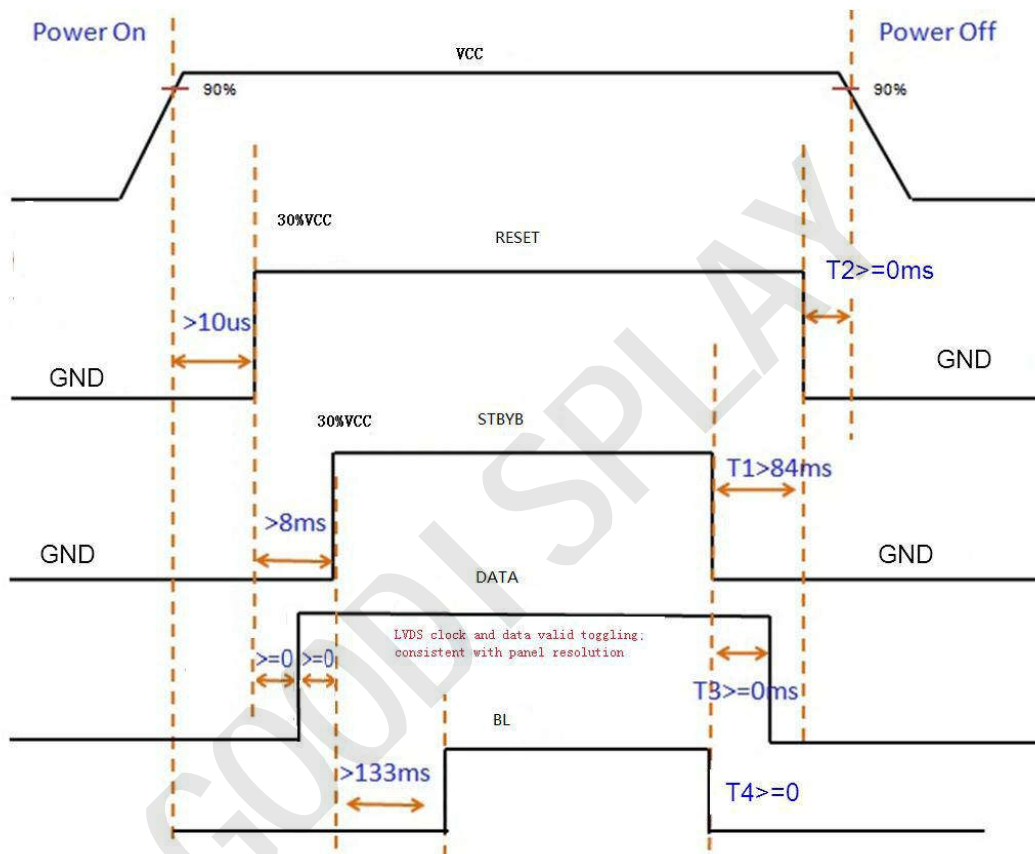 Power On
VCC
Power Off
90%
90%
30%VCC
RESET
T2>=0ms
>10us
GND
GND
30%VCC
STBYB
T1>84ms
>8ms
GND
GND
DATA
LVDS clock and data valid toggling;
consistent with panel resolution
>=0
>=0
T3>=0ms
BL
>133ms
T4>=0
GOODISPLAY